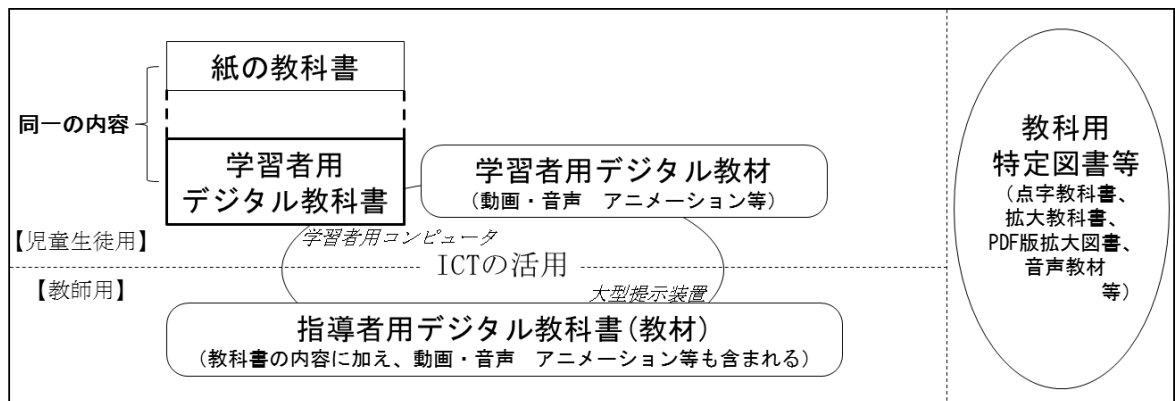 紙の教科書
同一の内容
学習者用
デジタル教科書
学習者用デジタル教材
(動画・音声　アニメーション等)
【児童生徒用】
学習者用コンピュータ
ICTの活用
【教師用】
大型提示装置
指導者用デジタル教科書(教材)
(教科書の内容に加え、動画・音声　アニメーション等も含まれる)
教科用
特定図書等
(点字教科書、
拡大教科書、
PDF版拡大図書、
音声教材
等)